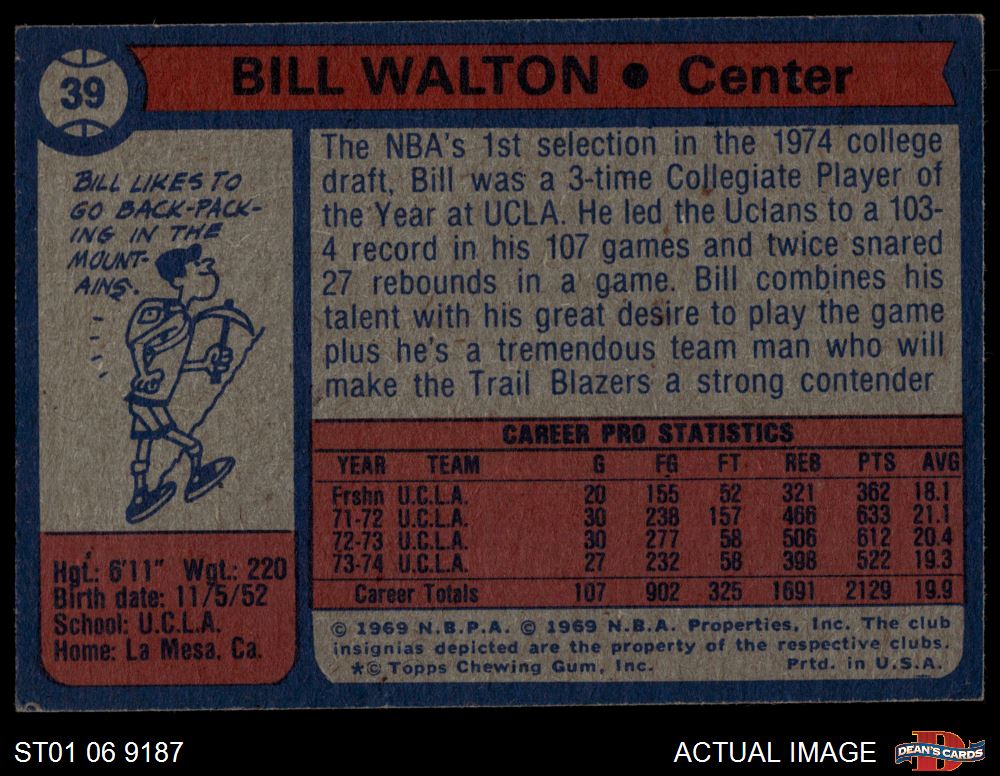 39
BILL WALTON • Center
BILL LIKES TO
GO BACK-PACK-
ING IN THE
MOUNT-
AINS.
The NBA's 1st selection in the 1974 college
draft, Bill was a 3-time Collegiate Player of
the Year at UCLA. He led the Uclans to a 103-
4 record in his 107 games and twice snared
27 rebounds in a game. Bill combines his
talent with his great desire to play the game
plus he's a tremendous team man who will
make the Trail Blazers a strong contender
CAREER PRO STATISTICS
YEAR TEAM G FG FT REB PTS AVG
Frshn U.C.L.A. 20 155 52 321 362 18.1
71-72 U.C.L.A. 30 238 157 466 633 21.1
72-73 U.C.L.A. 30 277 58 506 612 20.4
73-74 U.C.L.A. 27 232 58 398 522 19.3
Career Totals 107 902 325 1691 2129 19.9
Hgt.: 6'11" Wgt.: 220
Birth date: 11/5/52
School: U.C.L.A.
Home: La Mesa, Ca.
© 1969 N.B.P.A. © 1969 N.B.A. Properties, Inc. The club
insignias depicted are the property of the respective clubs.
*© Topps Chewing Gum, Inc. Prtd. in U.S.A.
ST01 06 9187
ACTUAL IMAGE
D
DEAN'S CARDS